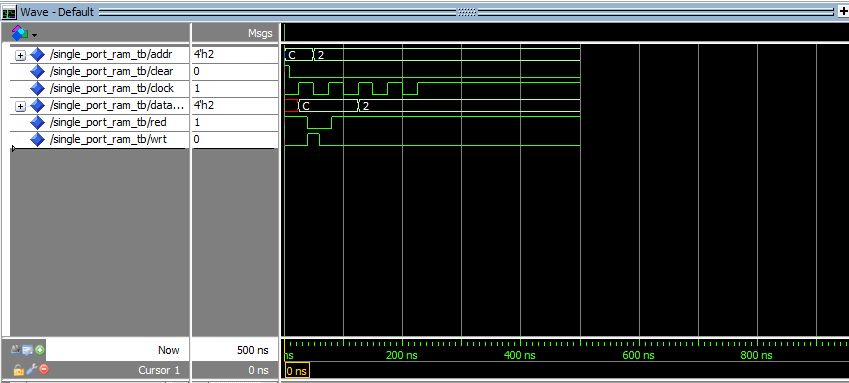 Wave - Default
Msgs
/single_port_ram_tb/addr 4'h2 C 2
/single_port_ram_tb/clear 0
/single_port_ram_tb/clock 1
/single_port_ram_tb/data... 4'h2 C 2
/single_port_ram_tb/red 1
/single_port_ram_tb/wrt 0
Now 500 ns ns 200 ns 400 ns 600 ns 800 ns
Cursor 1 0 ns 0 ns